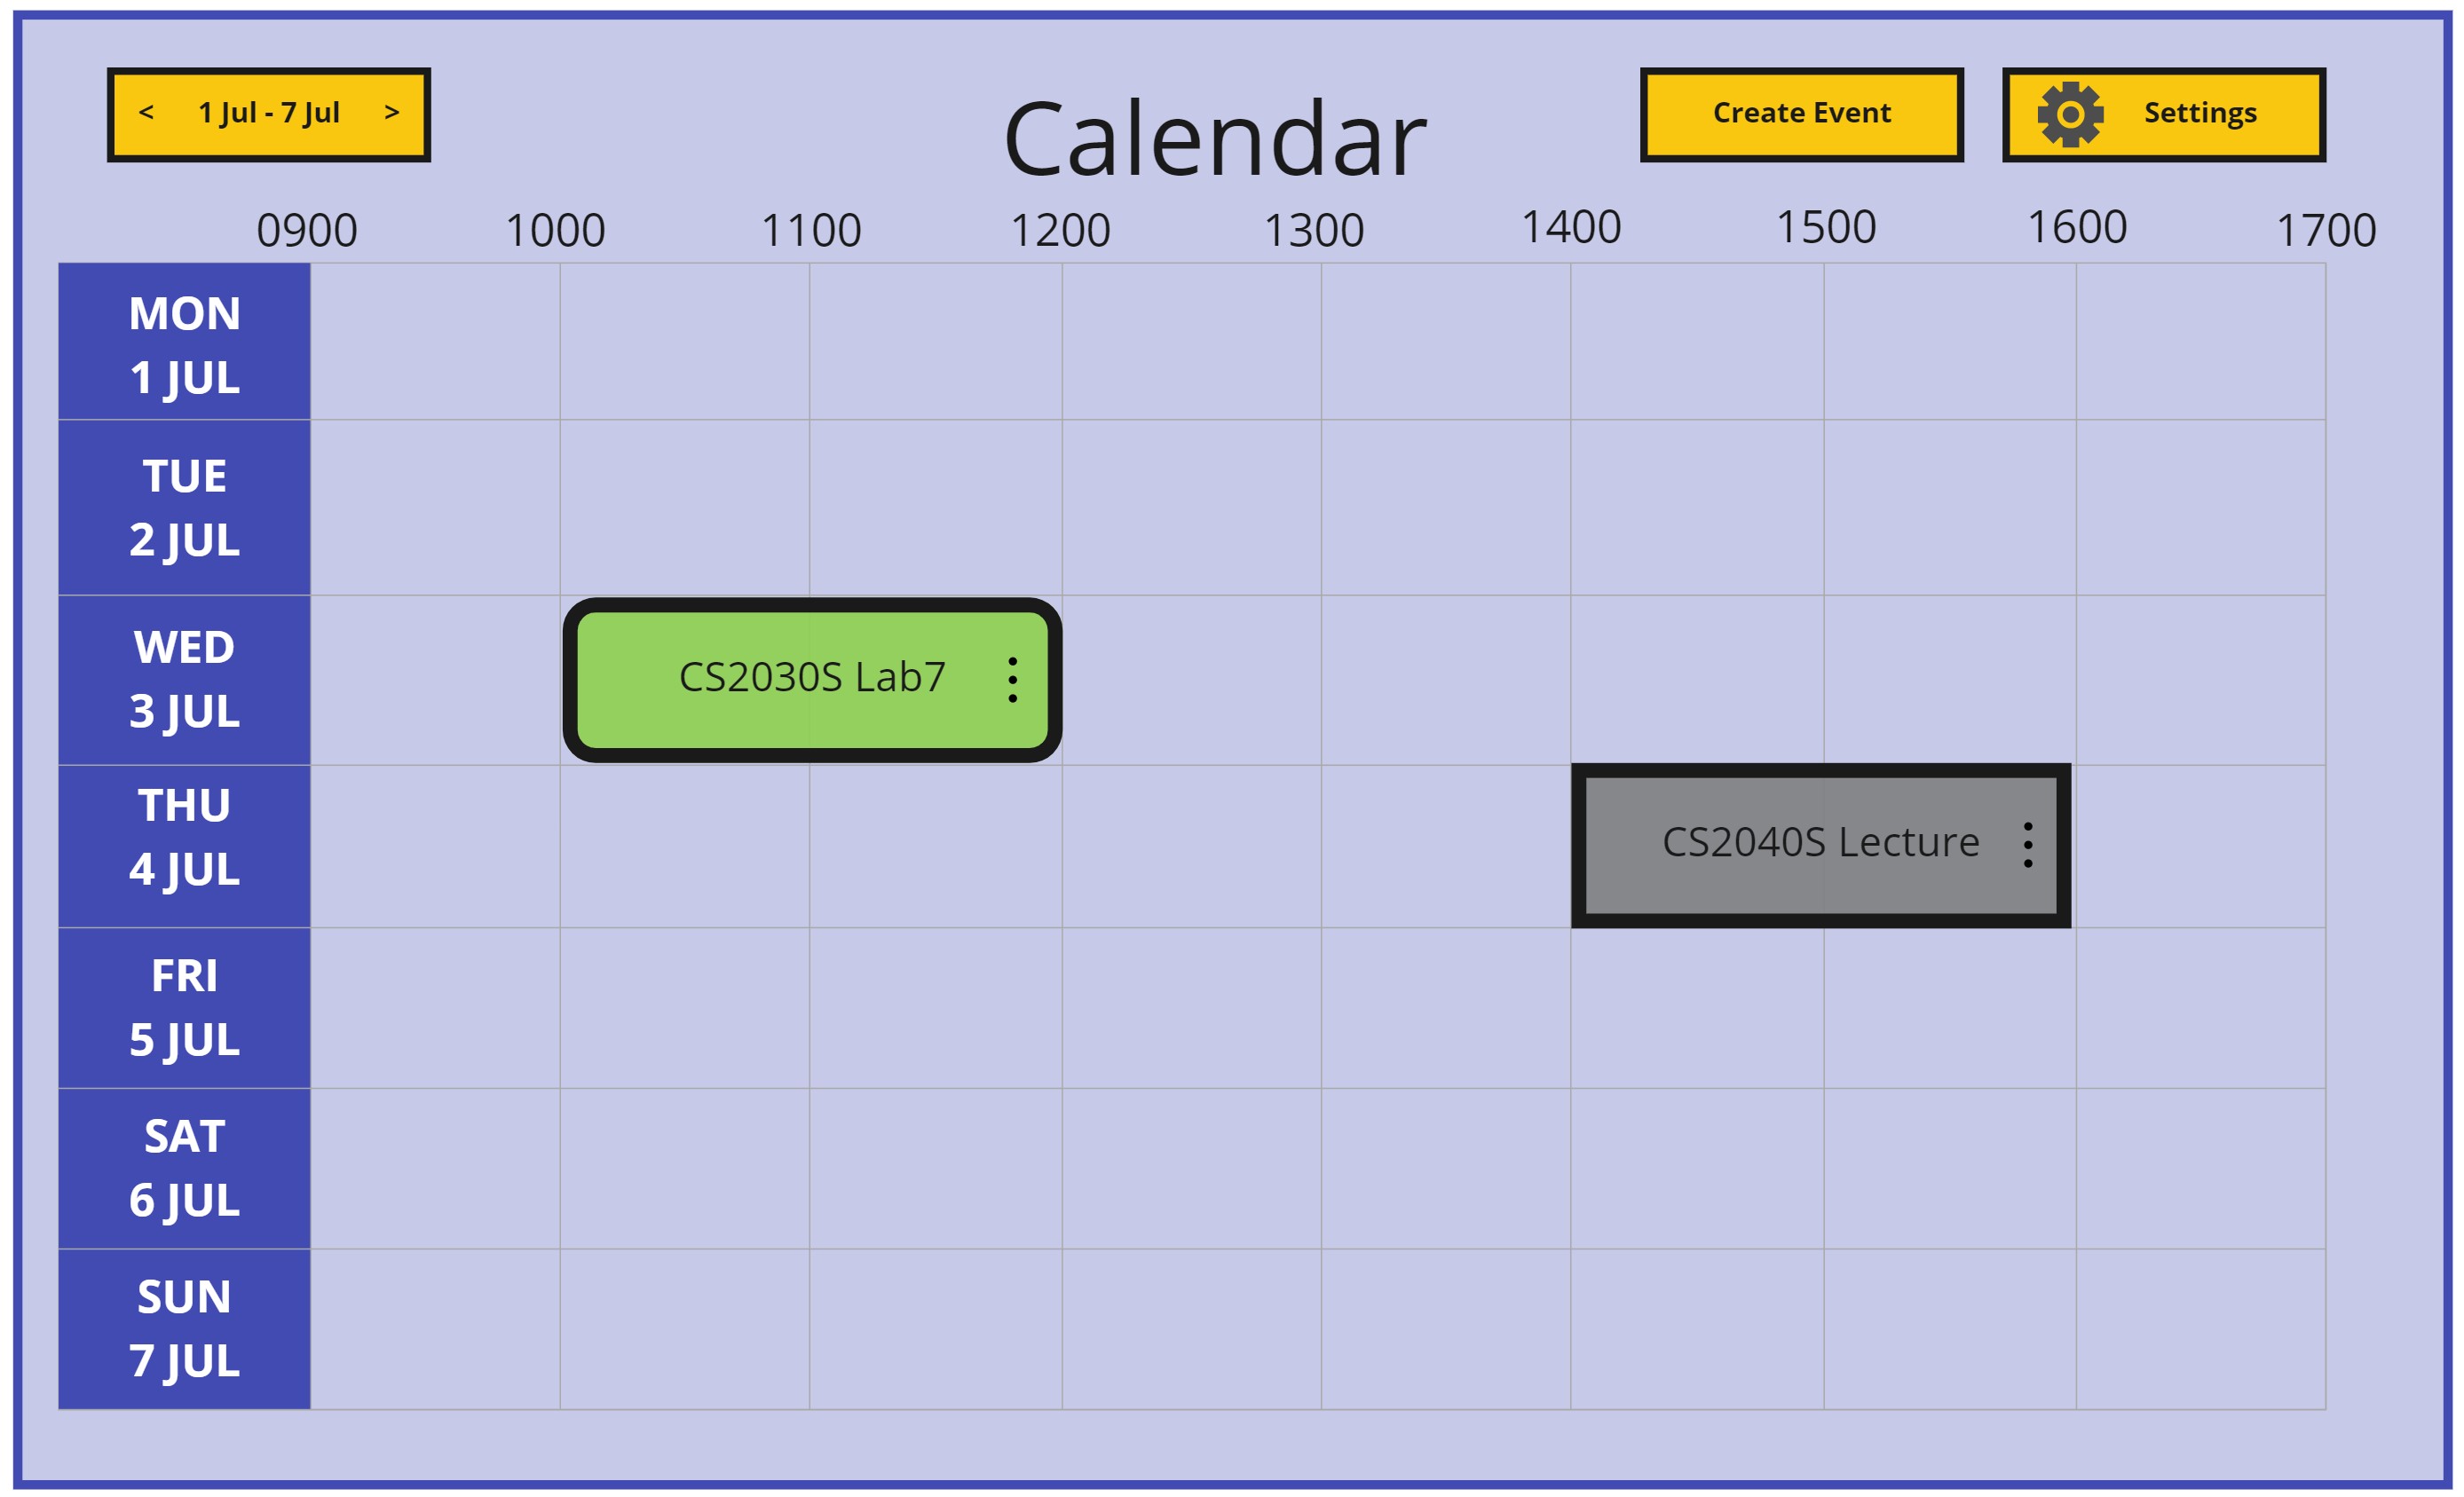 < 1 Jul - 7 Jul >
Calendar
Create Event
Settings
0900 1000 1100 1200 1300 1400 1500 1600 1700
MON
1 JUL
TUE
2 JUL
WED
3 JUL
CS2030S Lab7
THU
4 JUL
CS2040S Lecture
FRI
5 JUL
SAT
6 JUL
SUN
7 JUL